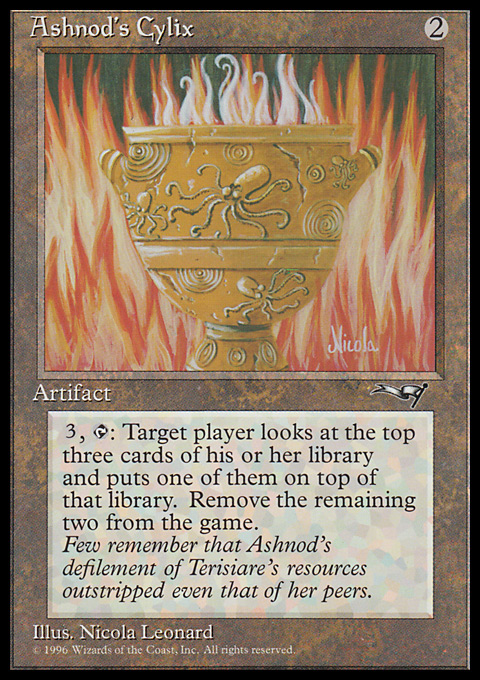 Ashnod's Cylix 2
Nicola
Artifact
3, : Target player looks at the top
three cards of his or her library
and puts one of them on top of
that library. Remove the remaining
two from the game.
Few remember that Ashnod's
defilement of Terisiare's resources
outstripped even that of her peers.
Illus. Nicola Leonard
© 1996 Wizards of the Coast, Inc. All rights reserved.